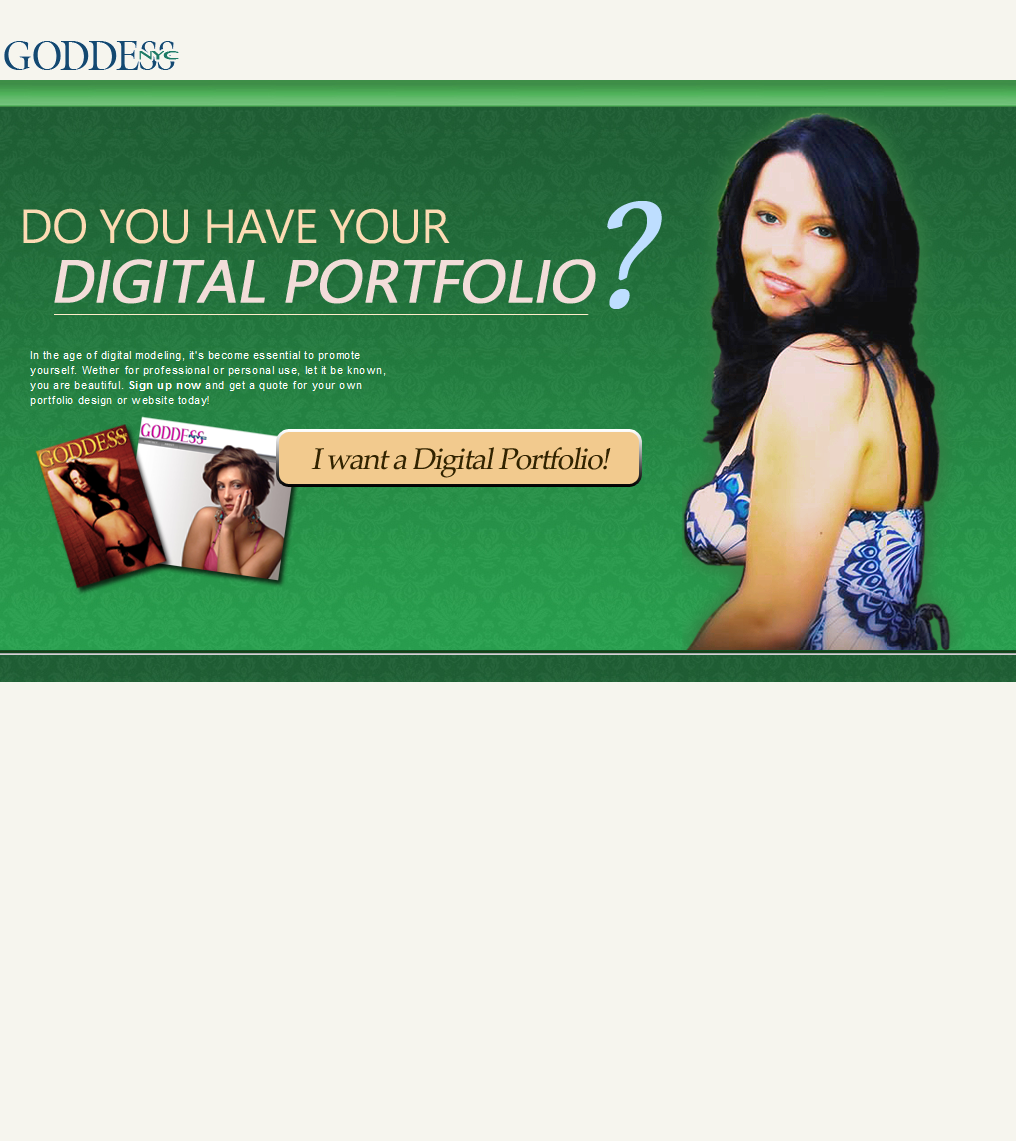 GODDESS NYC
DO YOU HAVE YOUR
DIGITAL PORTFOLIO?
In the age of digital modeling, it's become essential to promote
yourself. Wether for professional or personal use, let it be known,
you are beautiful. Sign up now and get a quote for your own
portfolio design or website today!
GODDESS
GODDESS
I want a Digital Portfolio!